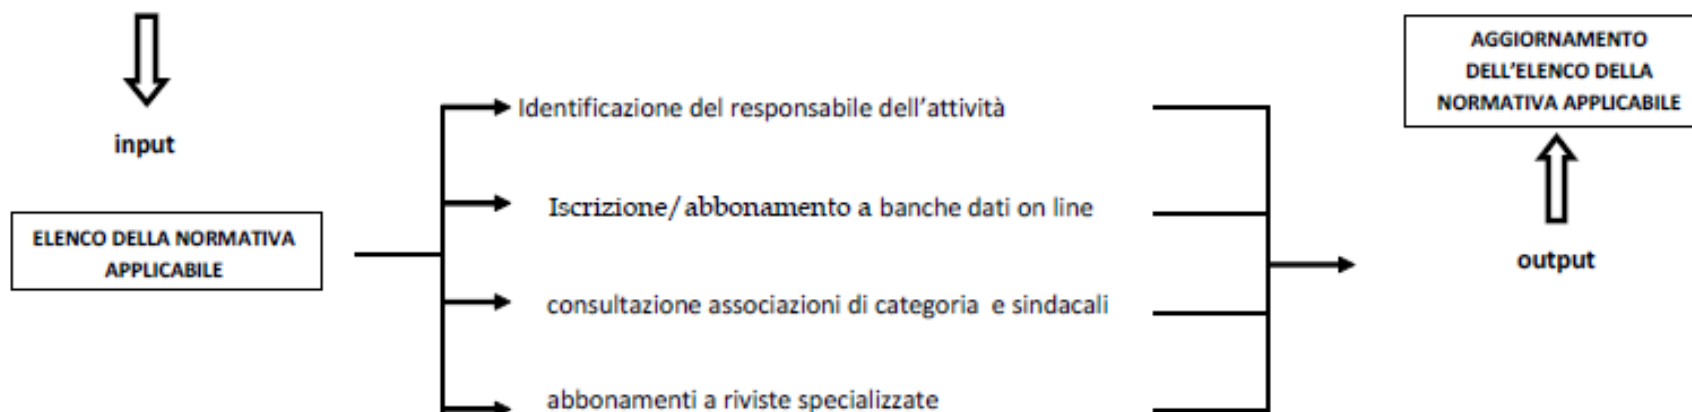 input
ELENCO DELLA NORMATIVA
APPLICABILE
Identificazione del responsabile dell'attività
Iscrizione/abbonamento a banche dati on line
consultazione associazioni di categoria e sindacali
abbonamenti a riviste specializzate
AGGIORNAMENTO
DELL'ELENCO DELLA
NORMATIVA APPLICABILE
output